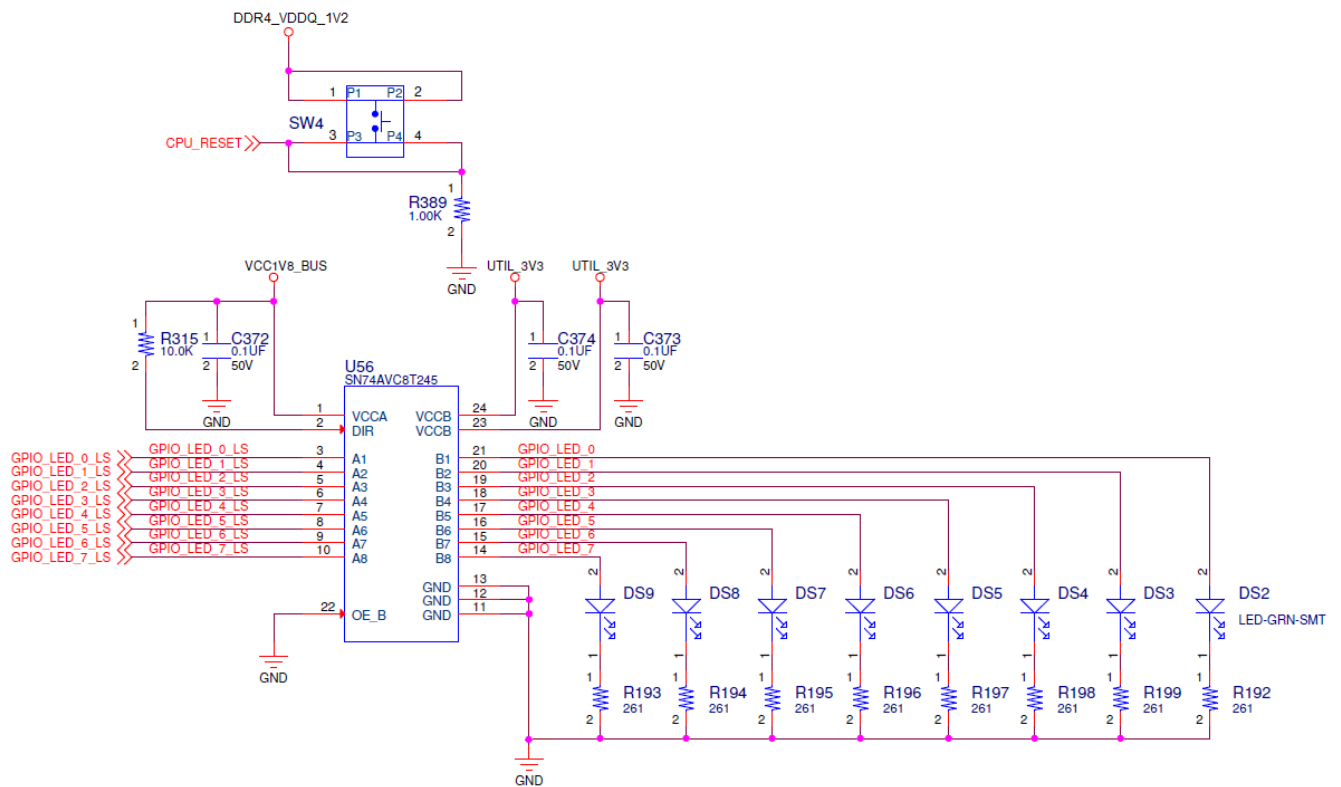 DDR4_VDDQ_1V2
1 P1 P2 2
SW4
CPU_RESET 3 P3 P4 4
1
R389
1.00K
2
GND
VCC1V8_BUS UTIL_3V3 UTIL_3V3
1 R315 10.0K 2
1 C372 0.1UF 2 50V
GND
1 C374 0.1UF 2 50V
GND
1 C373 0.1UF 2 50V
GND
U56
SN74AVC8T245
1 VCCA VCCB 24
2 DIR VCCB 23
GPIO_LED_0_LS GPIO_LED_0_LS 3 A1 B1 21 GPIO_LED_0
GPIO_LED_1_LS GPIO_LED_1_LS 4 A2 B2 20 GPIO_LED_1
GPIO_LED_2_LS GPIO_LED_2_LS 5 A3 B3 19 GPIO_LED_2
GPIO_LED_3_LS GPIO_LED_3_LS 6 A4 B4 18 GPIO_LED_3
GPIO_LED_4_LS GPIO_LED_4_LS 7 A5 B5 17 GPIO_LED_4
GPIO_LED_5_LS GPIO_LED_5_LS 8 A6 B6 16 GPIO_LED_5
GPIO_LED_6_LS GPIO_LED_6_LS 9 A7 B7 15 GPIO_LED_6
GPIO_LED_7_LS GPIO_LED_7_LS 10 A8 B8 14 GPIO_LED_7
GND 13
GND 12
22 OE_B GND 11
GND
2 2 2 2 2 2 2 2
DS9 DS8 DS7 DS6 DS5 DS4 DS3 DS2
LED-GRN-SMT
1 1 1 1 1 1 1 1
1 1 1 1 1 1 1 1
R193 R194 R195 R196 R197 R198 R199 R192
261 261 261 261 261 261 261 261
2 2 2 2 2 2 2 2
GND